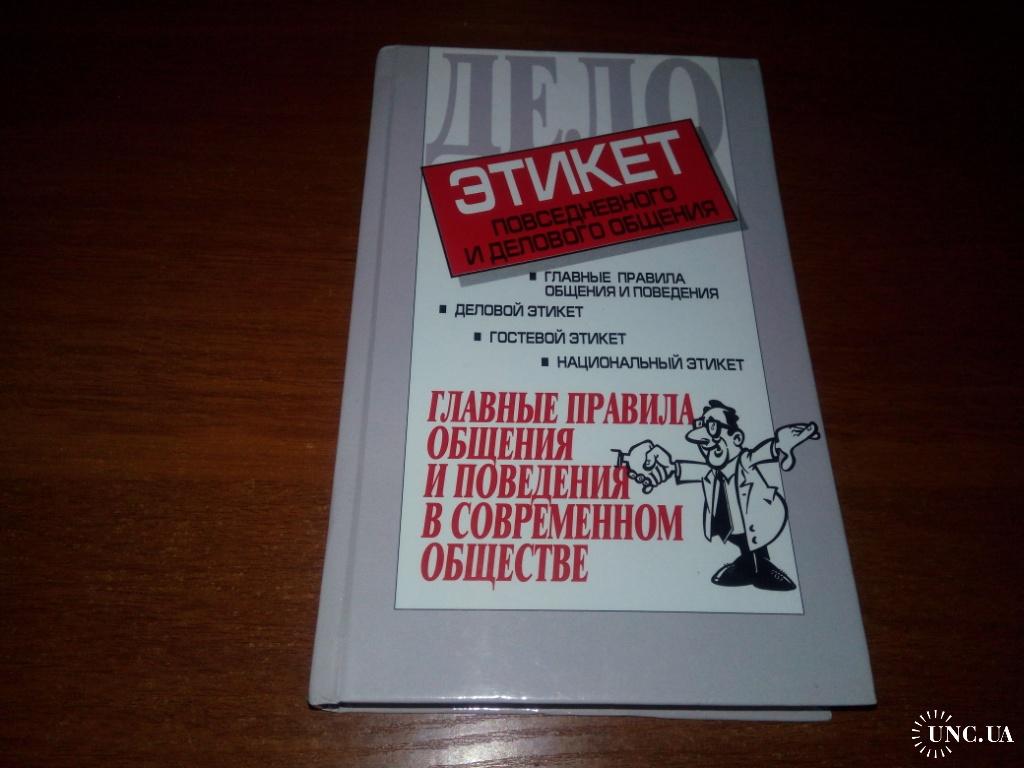 ДЕЛО
ЭТИКЕТ
ПОВСЕДНЕВНОГО
И ДЕЛОВОГО ОБЩЕНИЯ
■ ГЛАВНЫЕ ПРАВИЛА
ОБЩЕНИЯ И ПОВЕДЕНИЯ
■ ДЕЛОВОЙ ЭТИКЕТ
■ ГОСТЕВОЙ ЭТИКЕТ
■ НАЦИОНАЛЬНЫЙ ЭТИКЕТ
ГЛАВНЫЕ ПРАВИЛА
ОБЩЕНИЯ
И ПОВЕДЕНИЯ
В СОВРЕМЕННОМ
ОБЩЕСТВЕ
UNC.UA